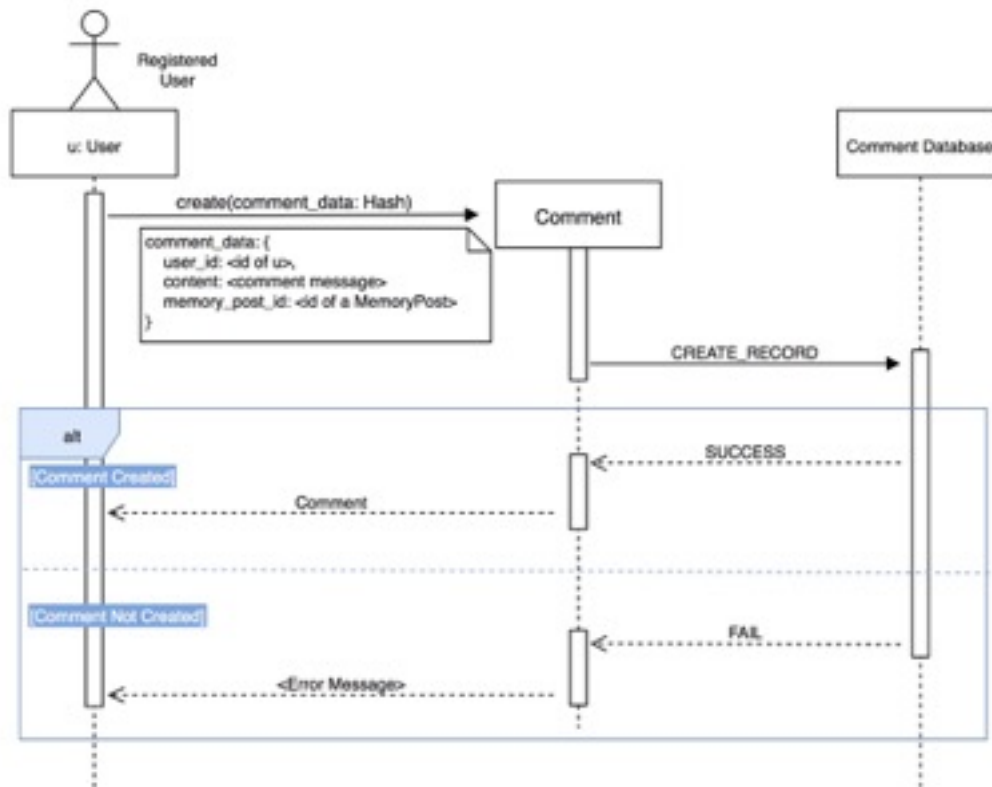 Registered
User
u: User
Comment Database
create(comment_data: Hash)
Comment
comment_data: {
user_id: <id of u>,
content: <comment message>
memory_post_id: <id of a MemoryPost>
}
CREATE_RECORD
alt
SUCCESS
[Comment Created]
Comment
[Comment Not Created]
FAIL
<Error Message>